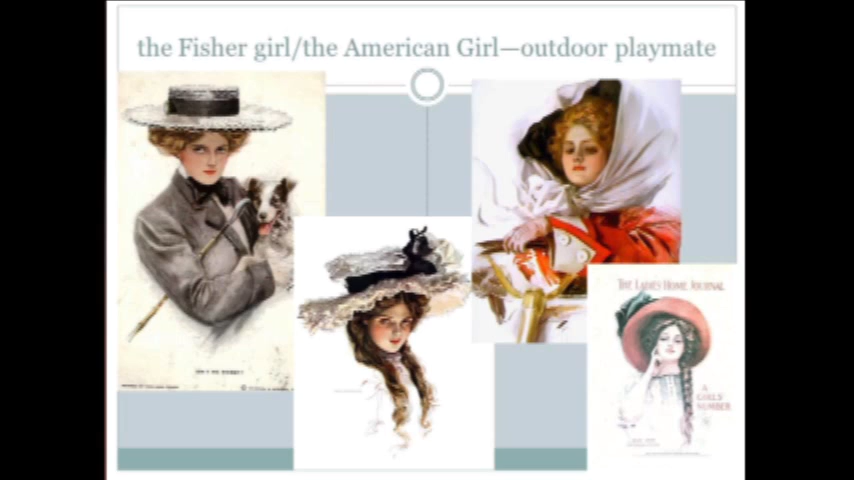 the Fisher girl/the American Girl—outdoor playmate
THE LADIES HOME JOURNAL
A
GIRLS'
NUMBER